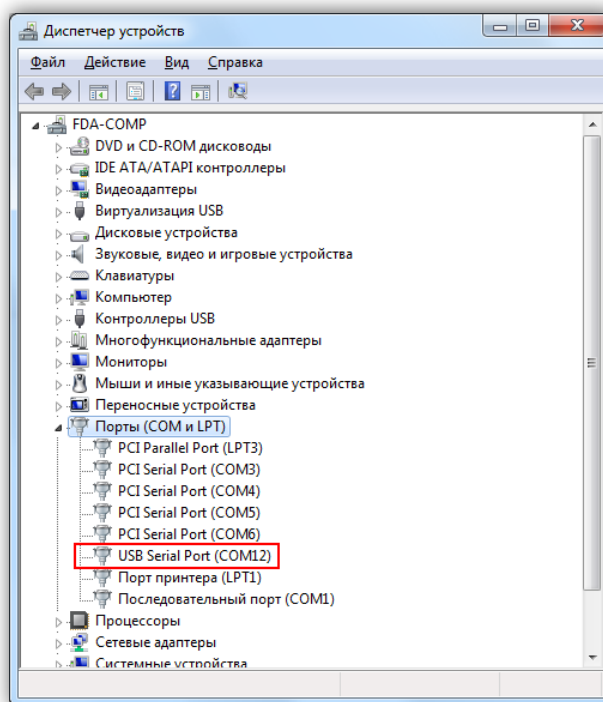 Диспетчер устройств
Файл Действие Вид Справка
FDA-COMP
DVD и CD-ROM дисководы
IDE ATA/ATAPI контроллеры
Видеоадаптеры
Виртуализация USB
Дисковые устройства
Звуковые, видео и игровые устройства
Клавиатуры
Компьютер
Контроллеры USB
Многофункциональные адаптеры
Мониторы
Мыши и иные указывающие устройства
Переносные устройства
Порты (COM и LPT)
PCI Parallel Port (LPT3)
PCI Serial Port (COM3)
PCI Serial Port (COM4)
PCI Serial Port (COM5)
PCI Serial Port (COM6)
USB Serial Port (COM12)
Порт принтера (LPT1)
Последовательный порт (COM1)
Процессоры
Сетевые адаптеры
Системные устройства